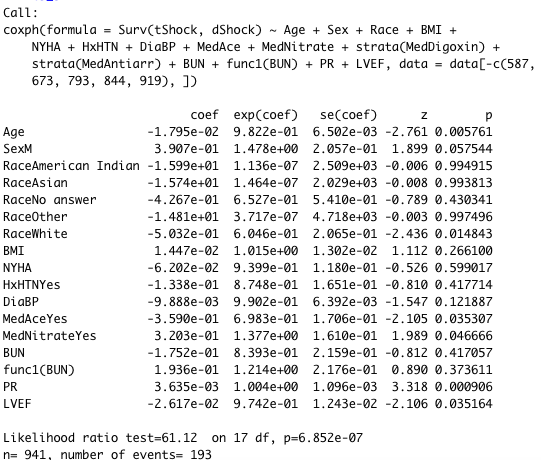 Call:
coxph(formula = Surv(tShock, dShock) ~ Age + Sex + Race + BMI +
NYHA + HxHTN + DiaBP + MedAce + MedNitrate + strata(MedDigoxin) +
strata(MedAntiarr) + BUN + func1(BUN) + PR + LVEF, data = data[-c(587,
673, 793, 844, 919), ])
coef exp(coef) se(coef) z p
Age -1.795e-02 9.822e-01 6.502e-03 -2.761 0.005761
SexM 3.907e-01 1.478e+00 2.057e-01 1.899 0.057544
RaceAmerican Indian -1.599e+01 1.136e-07 2.509e+03 -0.006 0.994915
RaceAsian -1.574e+01 1.464e-07 2.029e+03 -0.008 0.993813
RaceNo answer -4.267e-01 6.527e-01 5.410e-01 -0.789 0.430341
RaceOther -1.481e+01 3.717e-07 4.718e+03 -0.003 0.997496
RaceWhite -5.032e-01 6.046e-01 2.065e-01 -2.436 0.014843
BMI 1.447e-02 1.015e+00 1.302e-02 1.112 0.266100
NYHA -6.202e-02 9.399e-01 1.180e-01 -0.526 0.599017
HxHTNYes -1.338e-01 8.748e-01 1.651e-01 -0.810 0.417714
DiaBP -9.888e-03 9.902e-01 6.392e-03 -1.547 0.121887
MedAceYes -3.590e-01 6.983e-01 1.706e-01 -2.105 0.035307
MedNitrateYes 3.203e-01 1.377e+00 1.610e-01 1.989 0.046666
BUN -1.752e-01 8.393e-01 2.159e-01 -0.812 0.417057
func1(BUN) 1.936e-01 1.214e+00 2.176e-01 0.890 0.373611
PR 3.635e-03 1.004e+00 1.096e-03 3.318 0.000906
LVEF -2.617e-02 9.742e-01 1.243e-02 -2.106 0.035164
Likelihood ratio test=61.12 on 17 df, p=6.852e-07
n= 941, number of events= 193